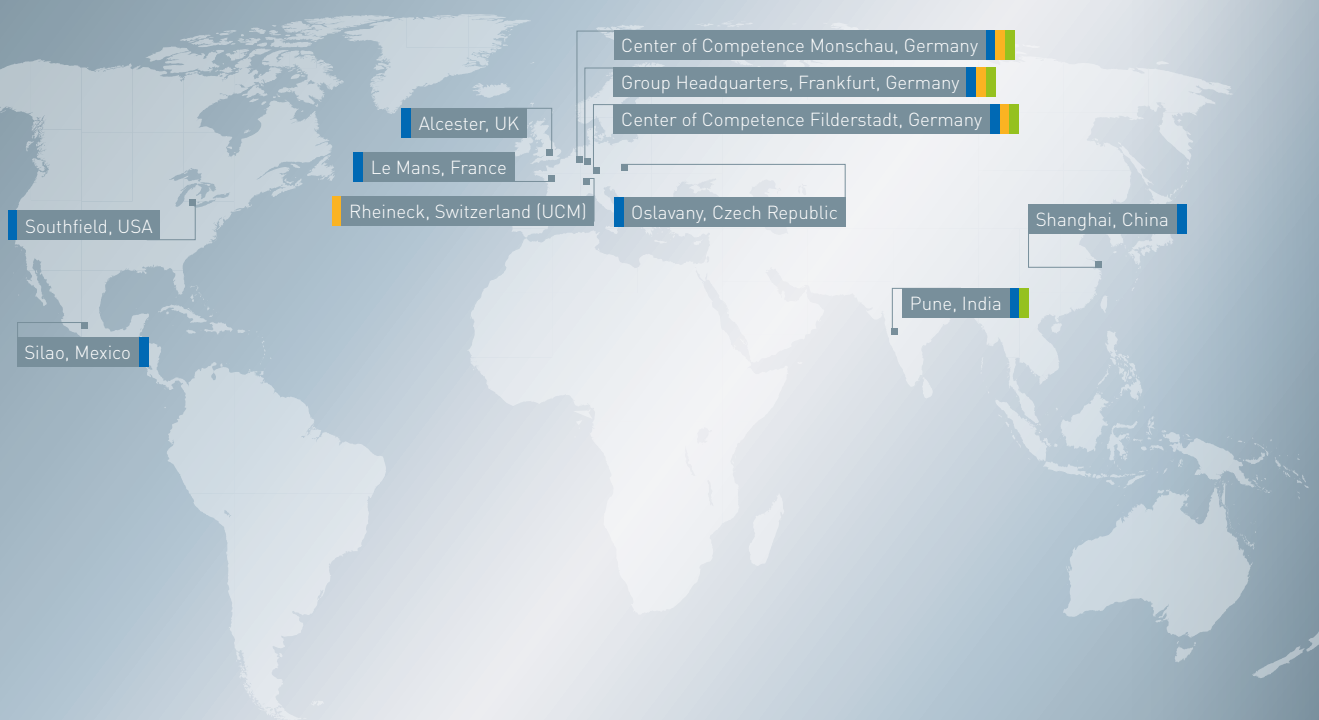 Center of Competence Monschau, Germany
Group Headquarters, Frankfurt, Germany
Center of Competence Filderstadt, Germany
Alcester, UK
Le Mans, France
Rheineck, Switzerland (UCM)
Oslavany, Czech Republic
Southfield, USA
Shanghai, China
Pune, India
Silao, Mexico